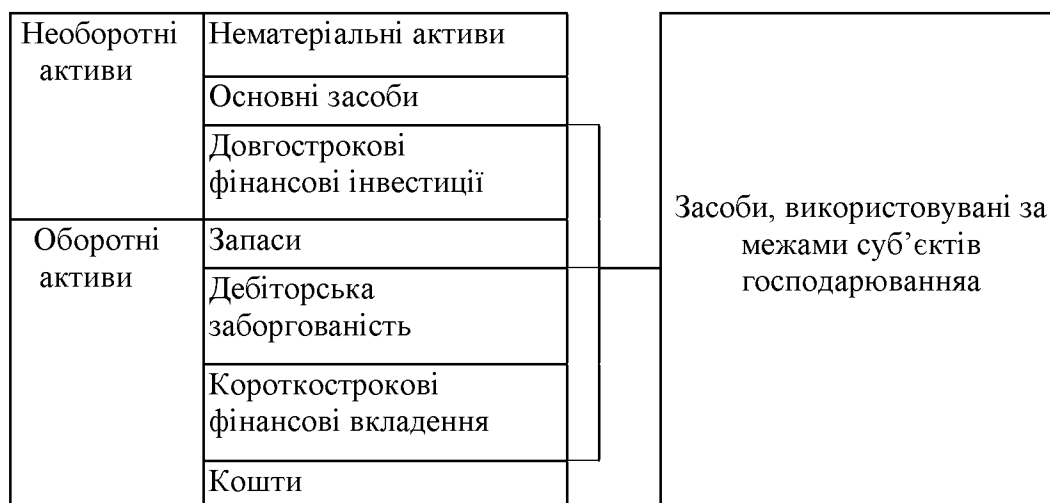 Необоротні
активи
Нематеріальні активи
Основні засоби
Довгострокові
фінансові інвестиції
Оборотні
активи
Запаси
Дебіторська
заборгованість
Короткострокові
фінансові вкладення
Кошти
Засоби, використовувані за
межами суб’єктів
господарюванняа